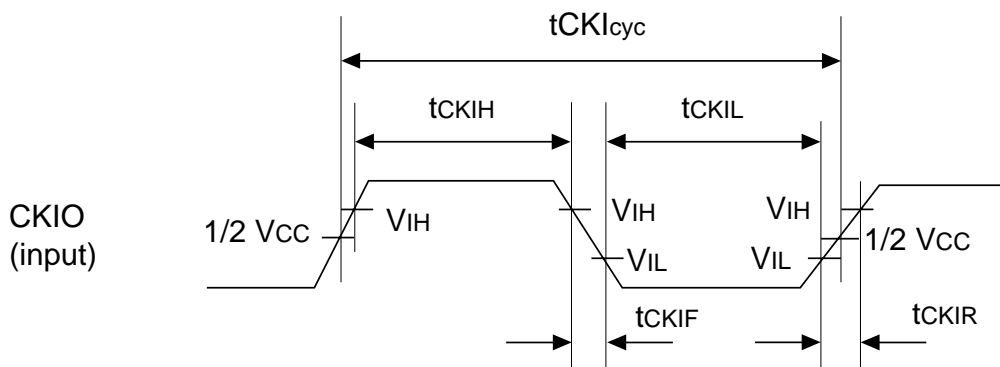 tCKIcyc
tCKIH
tCKIL
CKIO
(input)
1/2 VCC
VIH
VIH
VIL
VIH
1/2 VCC
VIL
tCKIF
tCKIR